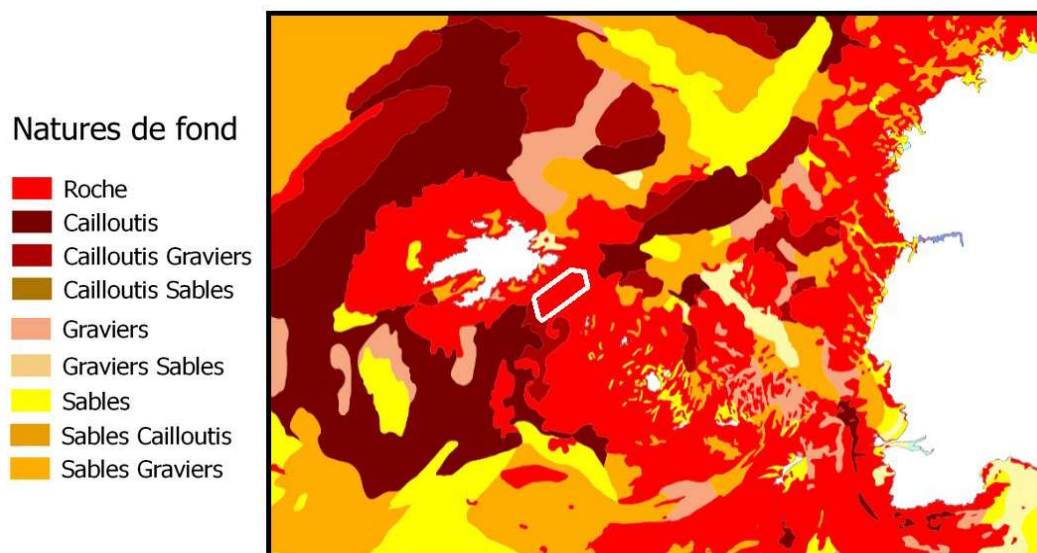 Natures de fond
Roche
Cailloutis
Cailloutis Graviers
Cailloutis Sables
Graviers
Graviers Sables
Sables
Sables Cailloutis
Sables Graviers